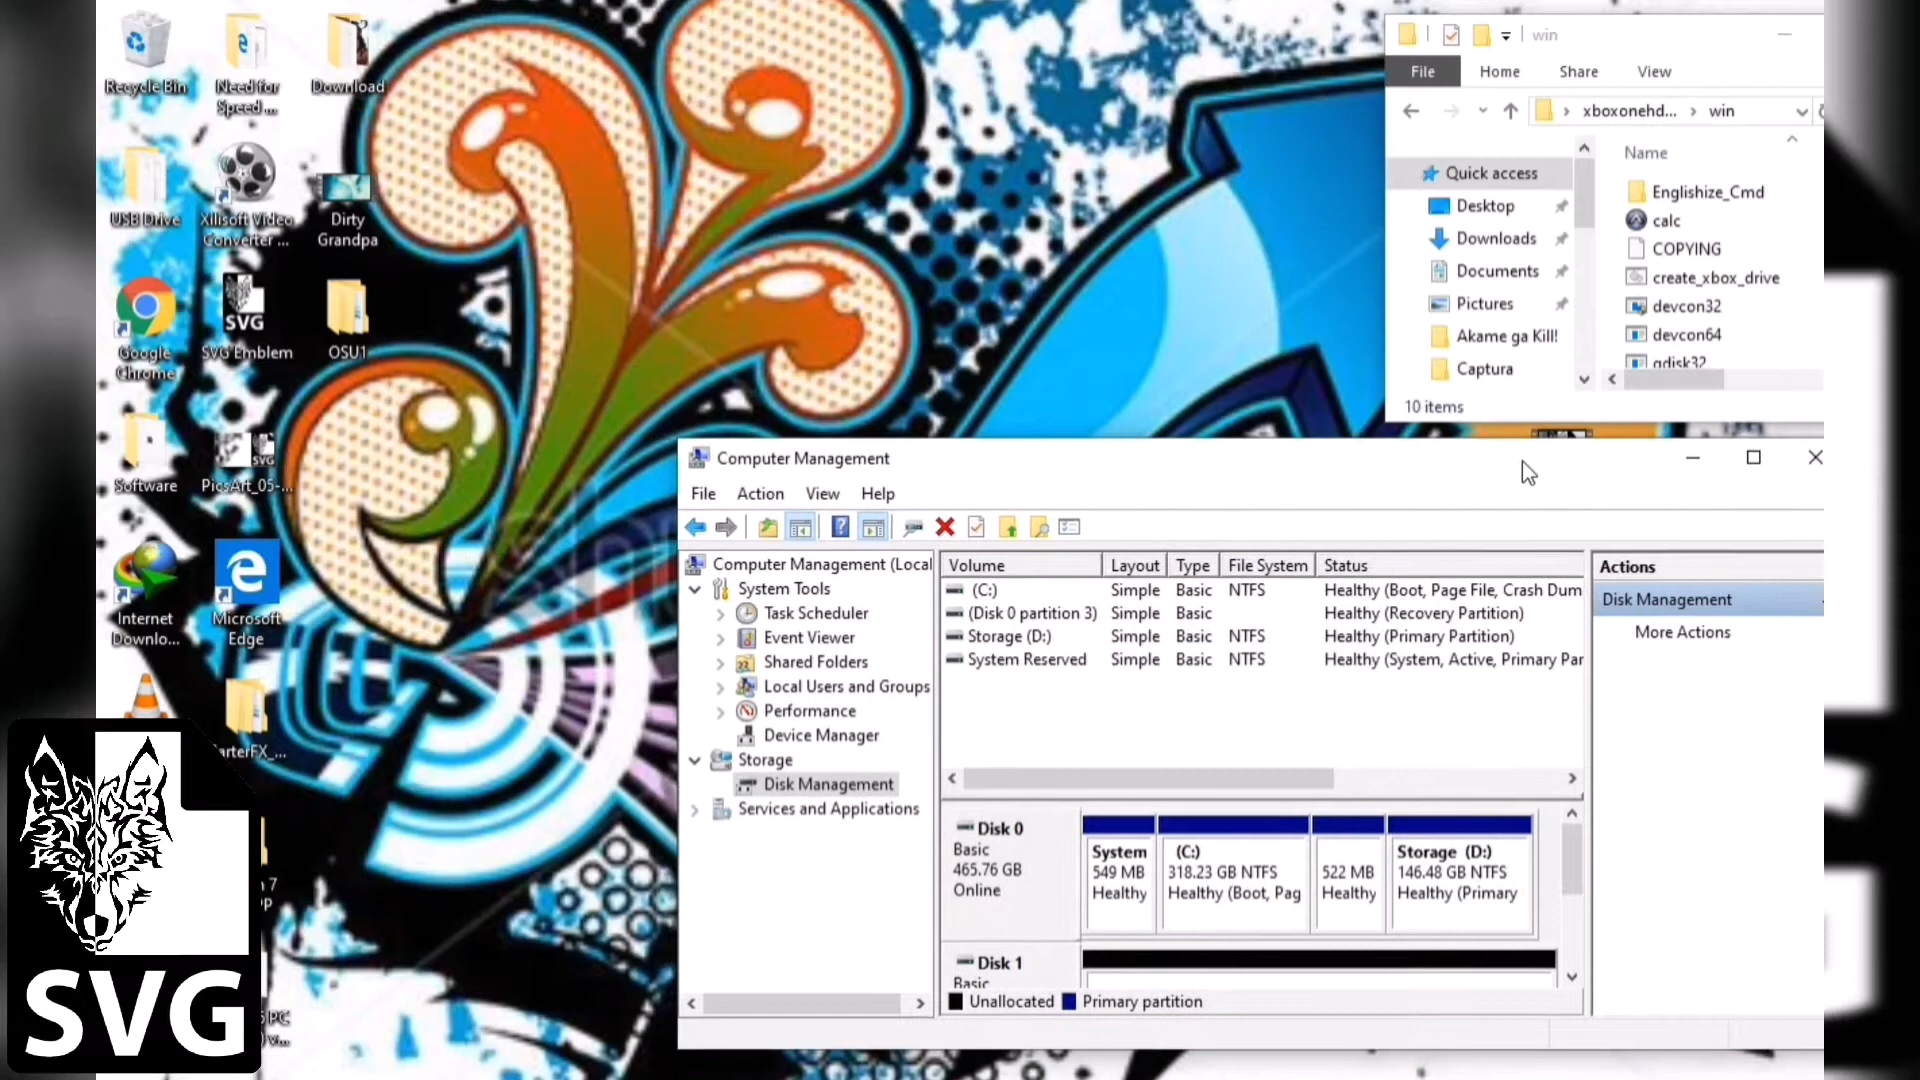 Recycle Bin
Need for
Speed ...
Download
USB Drive
Xilisoft Video
Converter ...
Dirty
Grandpa
Google
Chrome
SVG
SVG Emblem
OSU1
Software
SVG
PicsArt_05-...
Internet
Downlo...
Microsoft
Edge
arterFX_...
SVG
win
File
Home
Share
View
xboxonehd...
win
Quick access
Desktop
Downloads
Documents
Pictures
Akame ga Kill!
Captura
Name
Englishize_Cmd
calc
COPYING
create_xbox_drive
devcon32
devcon64
gdisk32
10 items
Computer Management
File
Action
View
Help
Computer Management (Local
System Tools
Task Scheduler
Event Viewer
Shared Folders
Local Users and Groups
Performance
Device Manager
Storage
Disk Management
Services and Applications
Volume Layout Type File System Status
(C:) Simple Basic NTFS Healthy (Boot, Page File, Crash Dum
(Disk 0 partition 3) Simple Basic Healthy (Recovery Partition)
Storage (D:) Simple Basic NTFS Healthy (Primary Partition)
System Reserved Simple Basic NTFS Healthy (System, Active, Primary Par
Actions
Disk Management
More Actions
Disk 0
Basic
465.76 GB
Online
System
549 MB
Healthy
(C:)
318.23 GB NTFS
Healthy (Boot, Pag
522 MB
Healthy
Storage (D:)
146.48 GB NTFS
Healthy (Primary
Disk 1
Basic
Unallocated
Primary partition